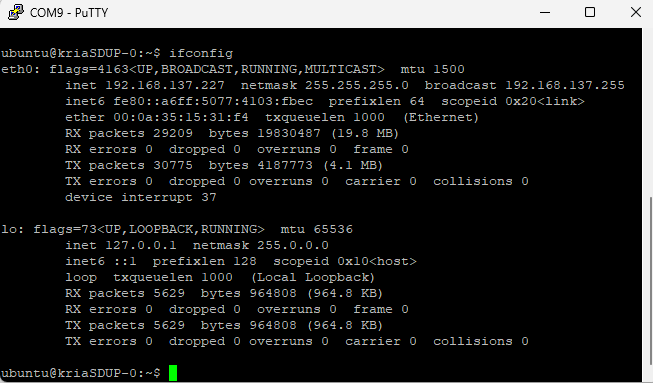 COM9 - PuTTY
ubuntu@kriaSDUP-0:~$ ifconfig
eth0: flags=4163<UP,BROADCAST,RUNNING,MULTICAST>  mtu 1500
        inet 192.168.137.227  netmask 255.255.255.0  broadcast 192.168.137.255
        inet6 fe80::a6ff:5077:4103:fbec  prefixlen 64  scopeid 0x20<link>
        ether 00:0a:35:15:31:f4  txqueuelen 1000  (Ethernet)
        RX packets 29209  bytes 19830487 (19.8 MB)
        RX errors 0  dropped 0  overruns 0  frame 0
        TX packets 30775  bytes 4187773 (4.1 MB)
        TX errors 0  dropped 0 overruns 0  carrier 0  collisions 0
        device interrupt 37
lo: flags=73<UP,LOOPBACK,RUNNING>  mtu 65536
        inet 127.0.0.1  netmask 255.0.0.0
        inet6 ::1  prefixlen 128  scopeid 0x10<host>
        loop  txqueuelen 1000  (Local Loopback)
        RX packets 5629  bytes 964808 (964.8 KB)
        RX errors 0  dropped 0  overruns 0  frame 0
        TX packets 5629  bytes 964808 (964.8 KB)
        TX errors 0  dropped 0 overruns 0  carrier 0  collisions 0
ubuntu@kriaSDUP-0:~$